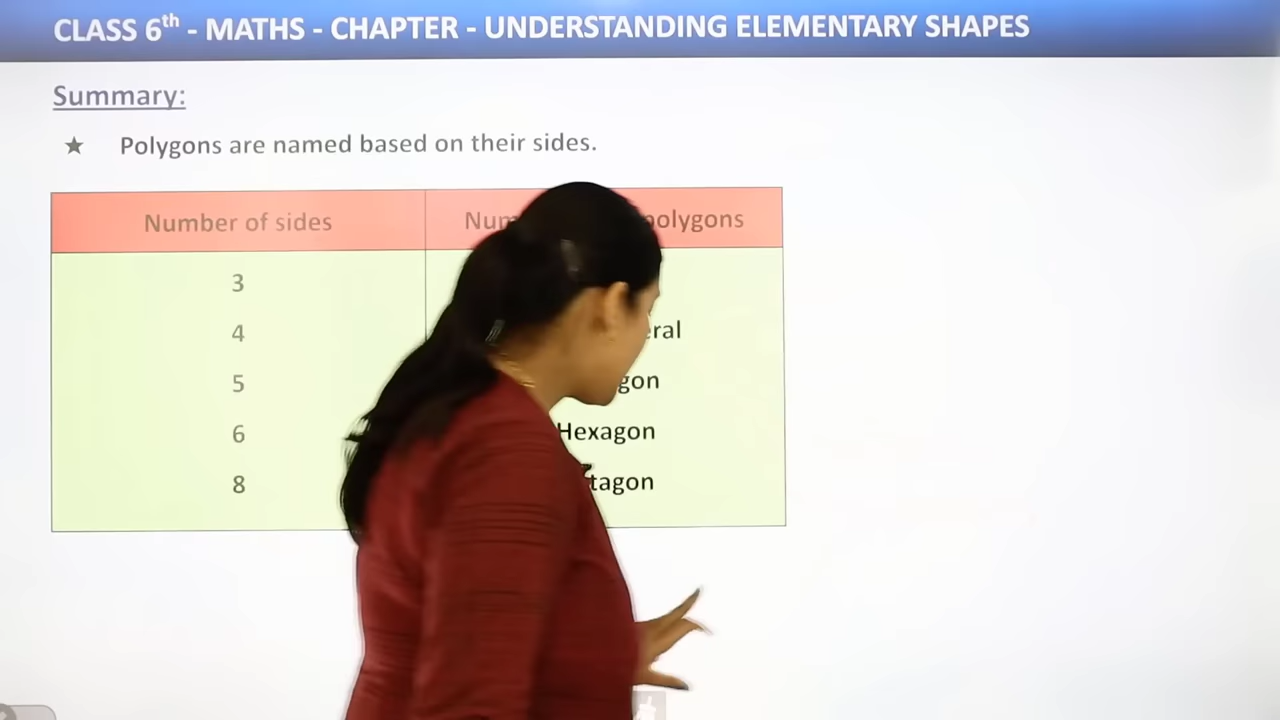 CLASS 6th - MATHS - CHAPTER - UNDERSTANDING ELEMENTARY SHAPES
Summary:
★ Polygons are named based on their sides.
Number of sides
3
4
5
6 Hexagon
8